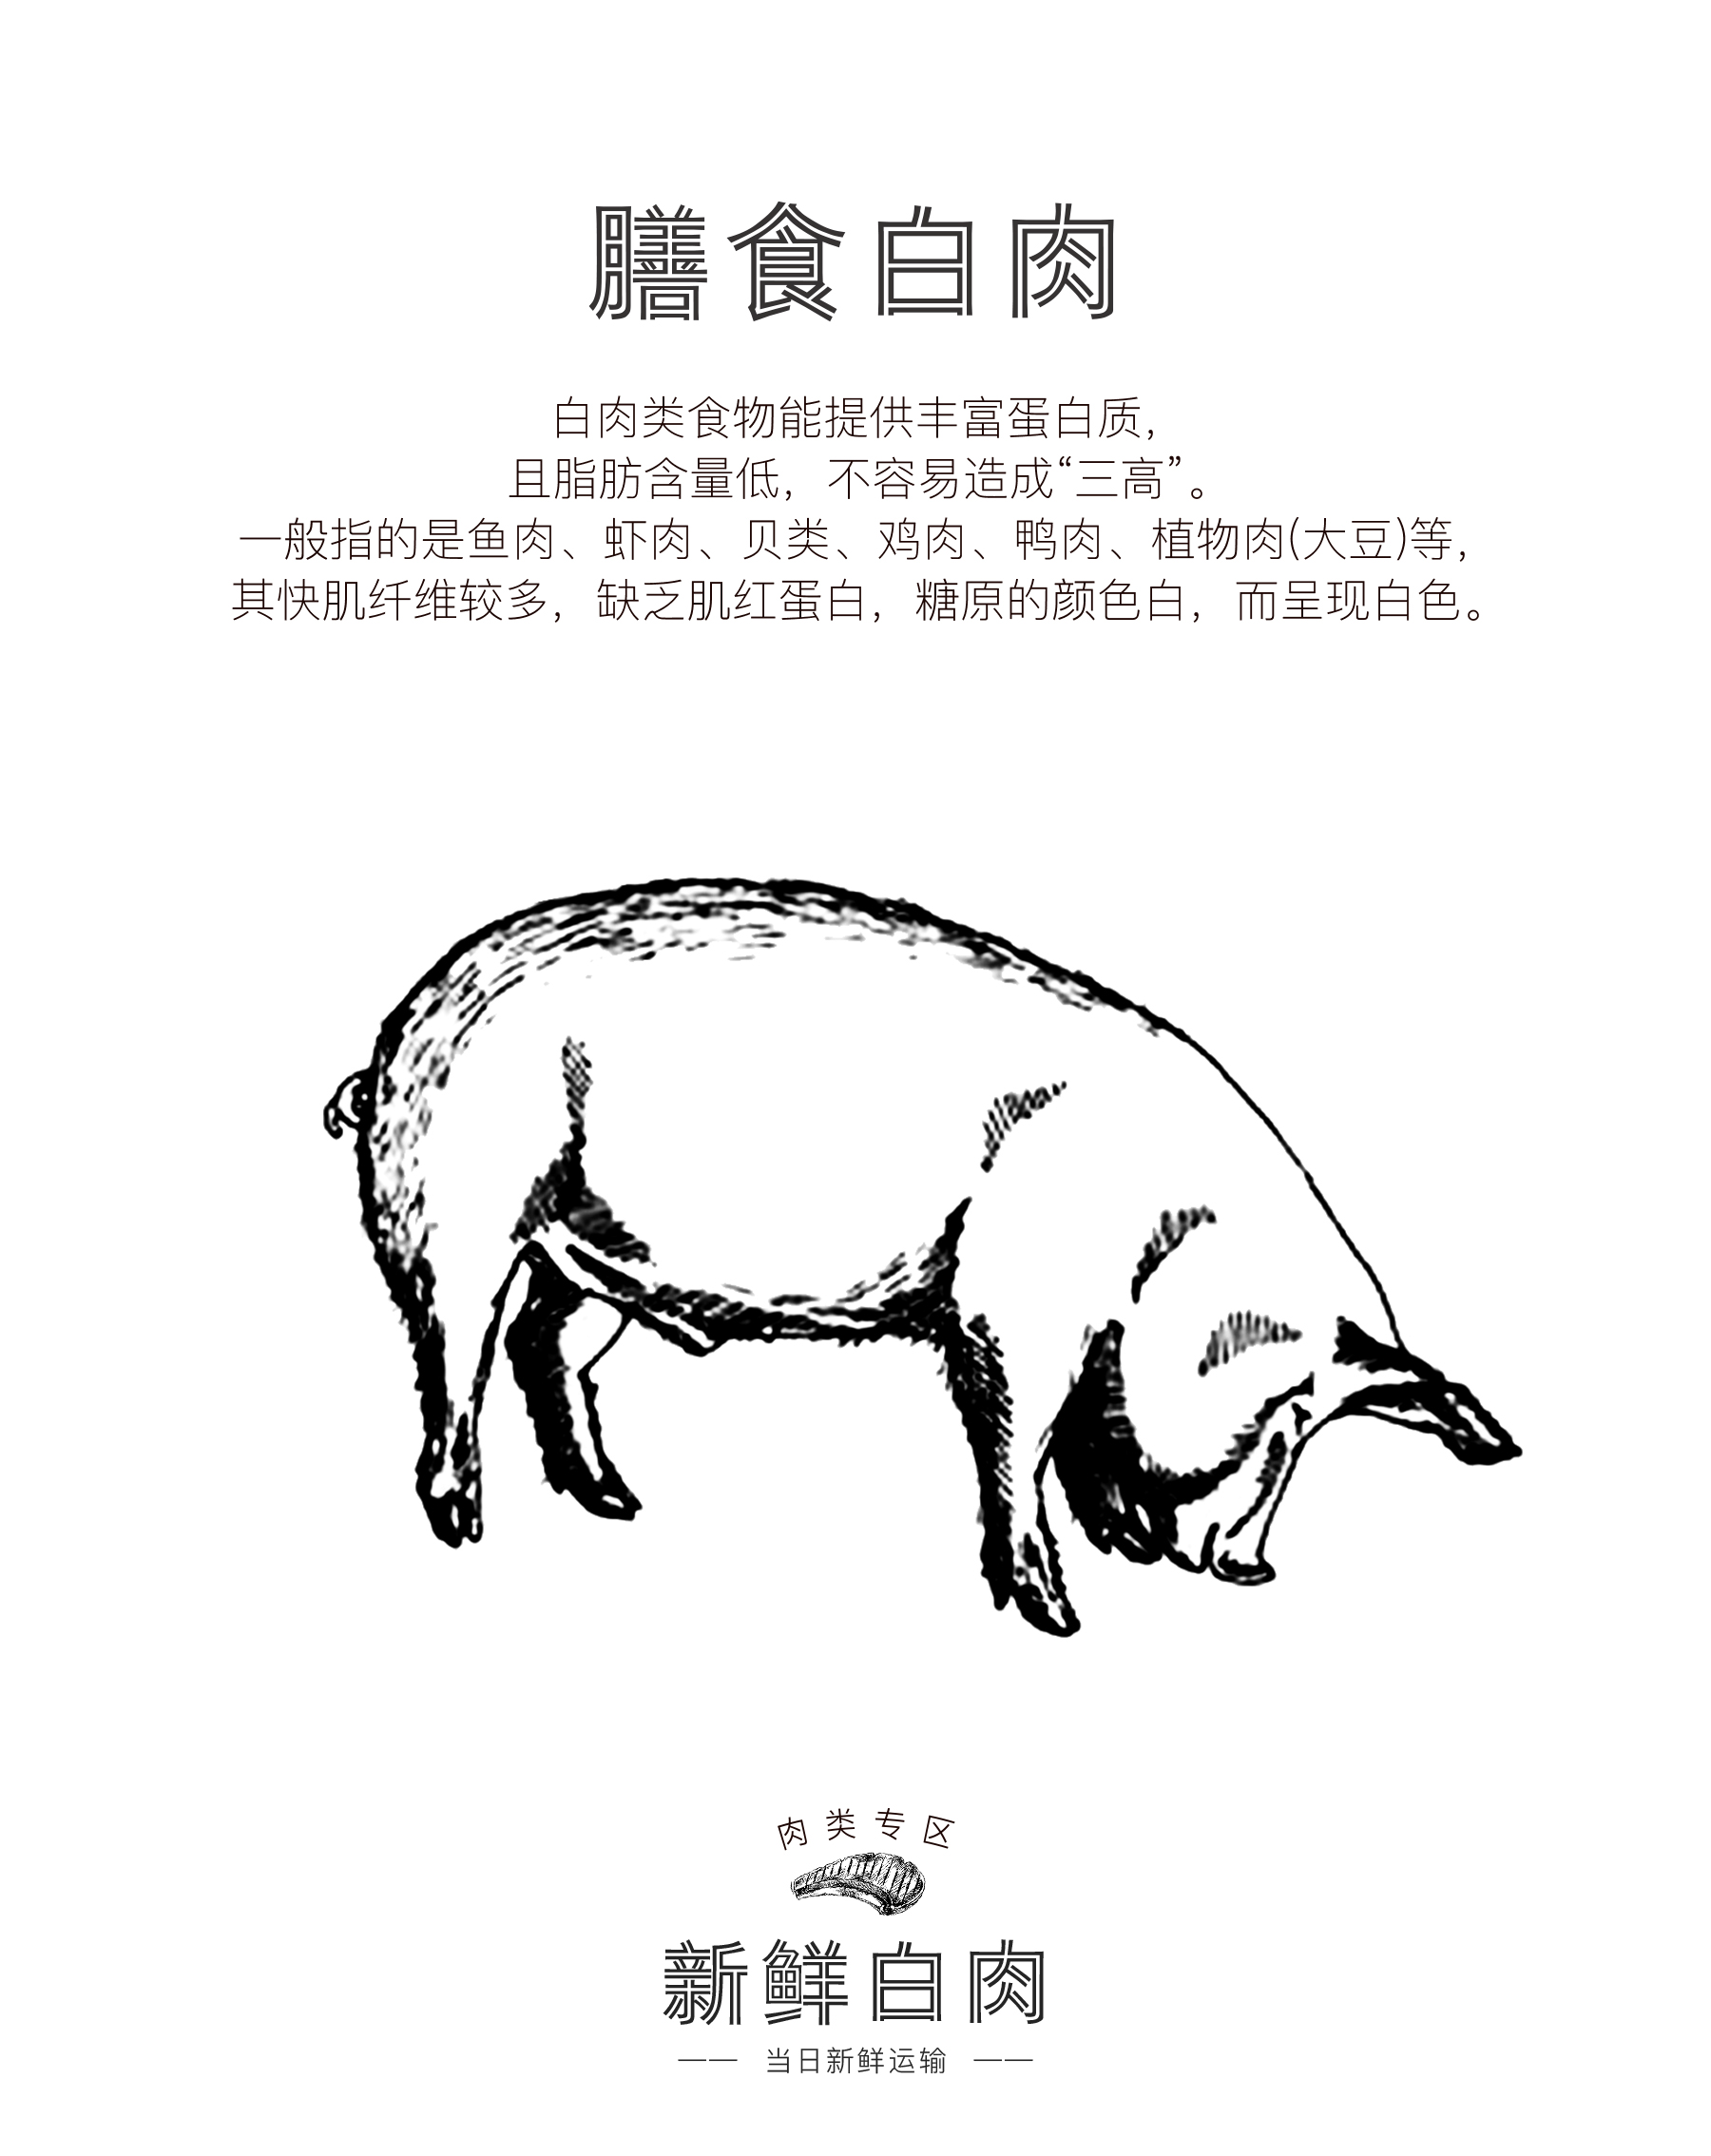 膳食白肉
白肉类食物能提供丰富蛋白质，
且脂肪含量低，不容易造成“三高”。
一般指的是鱼肉、虾肉、贝类、鸡肉、鸭肉、植物肉(大豆)等，
其快肌纤维较多，缺乏肌红蛋白，糖原的颜色白，而呈现白色。
肉类专区
新鲜白肉
—— 当日新鲜运输 ——